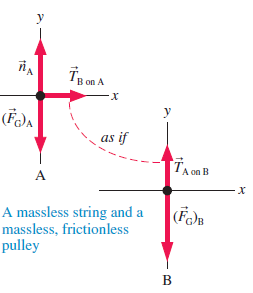 y
n⃗A
T⃗B on A
x
(F⃗G)A
as if
y
A
T⃗A on B
x
A massless string and a
massless, frictionless
pulley
(F⃗G)B
B